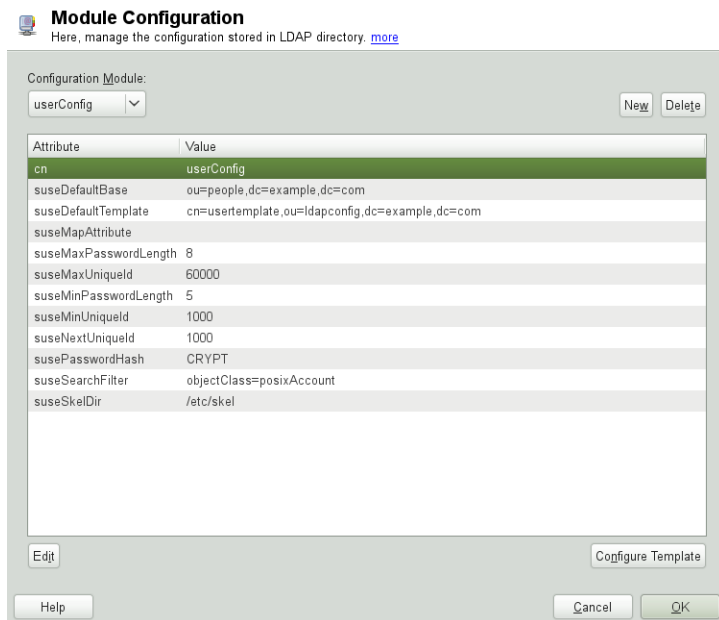 Module Configuration
Here, manage the configuration stored in LDAP directory. more
Configuration Module:
userConfig
New Delete
Attribute Value
cn userConfig
suseDefaultBase ou=people,dc=example,dc=com
suseDefaultTemplate cn=usertemplate,ou=ldapconfig,dc=example,dc=com
suseMapAttribute
suseMaxPasswordLength 8
suseMaxUniqueId 60000
suseMinPasswordLength 5
suseMinUniqueId 1000
suseNextUniqueId 1000
susePasswordHash CRYPT
suseSearchFilter objectClass=posixAccount
suseSkelDir /etc/skel
Edit Configure Template
Help Cancel OK